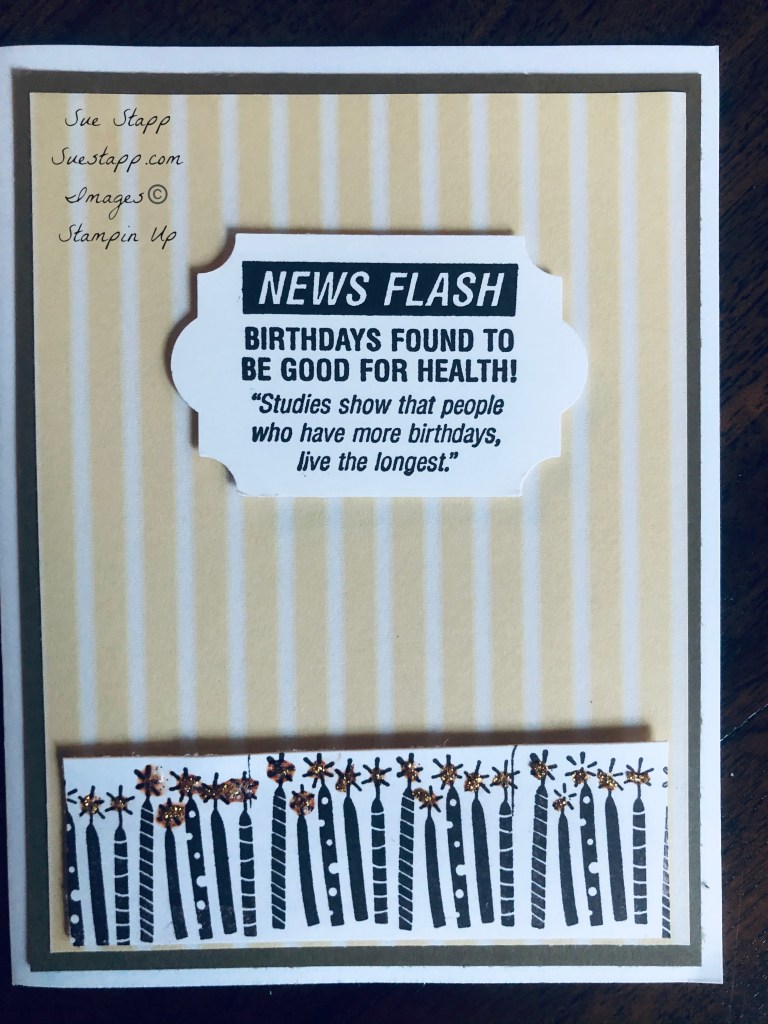 Sue Stapp
Suestapp.com
Images©
Stampin Up
NEWS FLASH
BIRTHDAYS FOUND TO
BE GOOD FOR HEALTH!
“Studies show that people
who have more birthdays,
live the longest.”